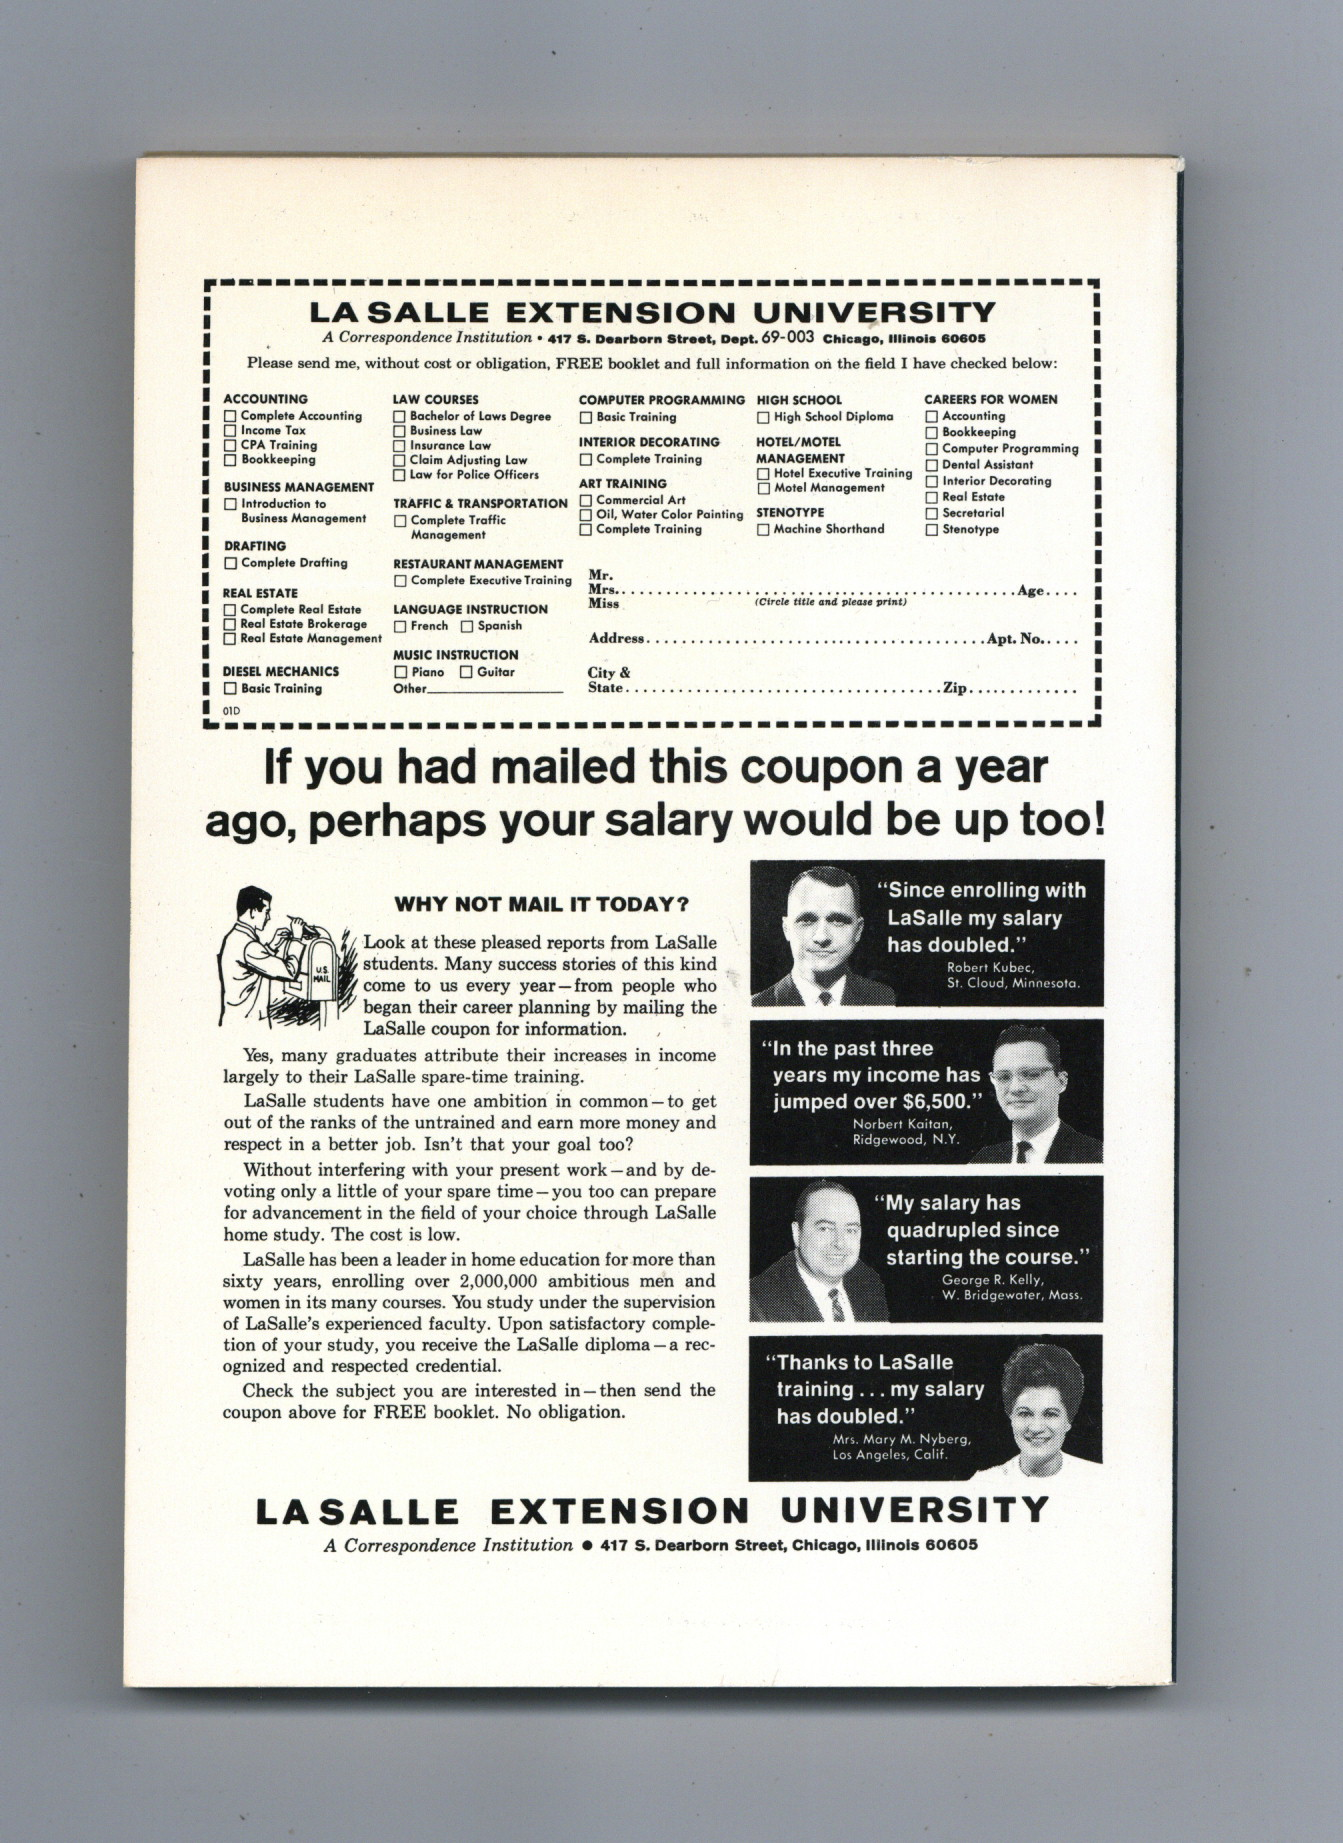 LA SALLE EXTENSION UNIVERSITY
A Correspondence Institution • 417 S. Dearborn Street, Dept. 69-003 Chicago, Illinois 60605
Please send me, without cost or obligation, FREE booklet and full information on the field I have checked below:
ACCOUNTING
Complete Accounting
Income Tax
CPA Training
Bookkeeping
BUSINESS MANAGEMENT
Introduction to
Business Management
DRAFTING
Complete Drafting
REAL ESTATE
Complete Real Estate
Real Estate Brokerage
Real Estate Management
DIESEL MECHANICS
Basic Training
01D
LAW COURSES
Bachelor of Laws Degree
Business Law
Insurance Law
Claim Adjusting Law
Law for Police Officers
TRAFFIC & TRANSPORTATION
Complete Traffic
Management
RESTAURANT MANAGEMENT
Complete Executive Training
LANGUAGE INSTRUCTION
French Spanish
MUSIC INSTRUCTION
Piano Guitar
Other
COMPUTER PROGRAMMING
Basic Training
INTERIOR DECORATING
Complete Training
ART TRAINING
Commercial Art
Oil, Water Color Painting
Complete Training
HIGH SCHOOL
High School Diploma
HOTEL/MOTEL
MANAGEMENT
Hotel Executive Training
Motel Management
STENOTYPE
Machine Shorthand
CAREERS FOR WOMEN
Accounting
Bookkeeping
Computer Programming
Dental Assistant
Interior Decorating
Real Estate
Secretarial
Stenotype
Mr.
Mrs. Age
Miss (Circle title and please print)
Address Apt. No.
City &
State Zip
If you had mailed this coupon a year
ago, perhaps your salary would be up too!
WHY NOT MAIL IT TODAY?
U.S.
MAIL
Look at these pleased reports from LaSalle
students. Many success stories of this kind
come to us every year—from people who
began their career planning by mailing the
LaSalle coupon for information.
Yes, many graduates attribute their increases in income
largely to their LaSalle spare-time training.
LaSalle students have one ambition in common—to get
out of the ranks of the untrained and earn more money and
respect in a better job. Isn't that your goal too?
Without interfering with your present work—and by de-
voting only a little of your spare time—you too can prepare
for advancement in the field of your choice through LaSalle
home study. The cost is low.
LaSalle has been a leader in home education for more than
sixty years, enrolling over 2,000,000 ambitious men and
women in its many courses. You study under the supervision
of LaSalle's experienced faculty. Upon satisfactory comple-
tion of your study, you receive the LaSalle diploma—a rec-
ognized and respected credential.
Check the subject you are interested in—then send the
coupon above for FREE booklet. No obligation.
"Since enrolling with
LaSalle my salary
has doubled."
Robert Kubec,
St. Cloud, Minnesota.
"In the past three
years my income has
jumped over $6,500."
Norbert Kaitan,
Ridgewood, N.Y.
"My salary has
quadrupled since
starting the course."
George R. Kelly,
W. Bridgewater, Mass.
"Thanks to LaSalle
training . . . my salary
has doubled."
Mrs. Mary M. Nyberg,
Los Angeles, Calif.
LA SALLE EXTENSION UNIVERSITY
A Correspondence Institution • 417 S. Dearborn Street, Chicago, Illinois 60605